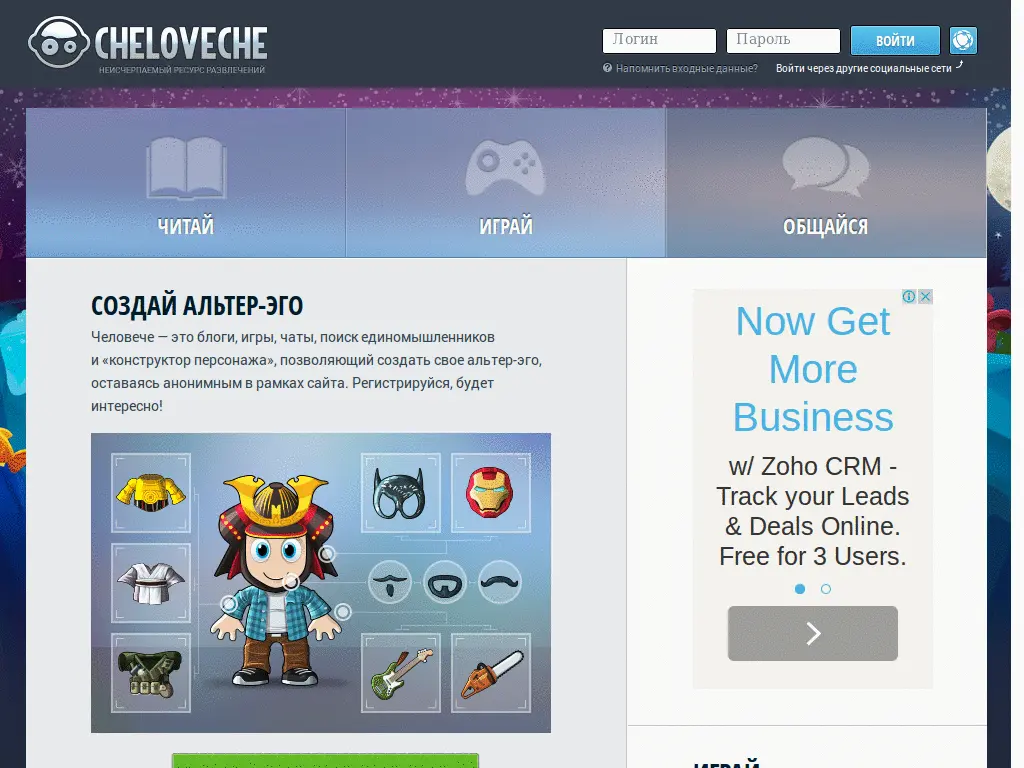 CHELOVECHE
НЕИСЧЕРПАЕМЫЙ РЕСУРС РАЗВЛЕЧЕНИЙ
Логин
Пароль
ВОЙТИ
Напомнить входные данные?
Войти через другие социальные сети
ЧИТАЙ
ИГРАЙ
ОБЩАЙСЯ
СОЗДАЙ АЛЬТЕР-ЭГО
Человече — это блоги, игры, чаты, поиск единомышленников
и «конструктор персонажа», позволяющий создать свое альтер-эго,
оставаясь анонимным в рамках сайта. Регистрируйся, будет
интересно!
Now Get
More
Business
w/ Zoho CRM -
Track your Leads
& Deals Online.
Free for 3 Users.
ИГРАЙ